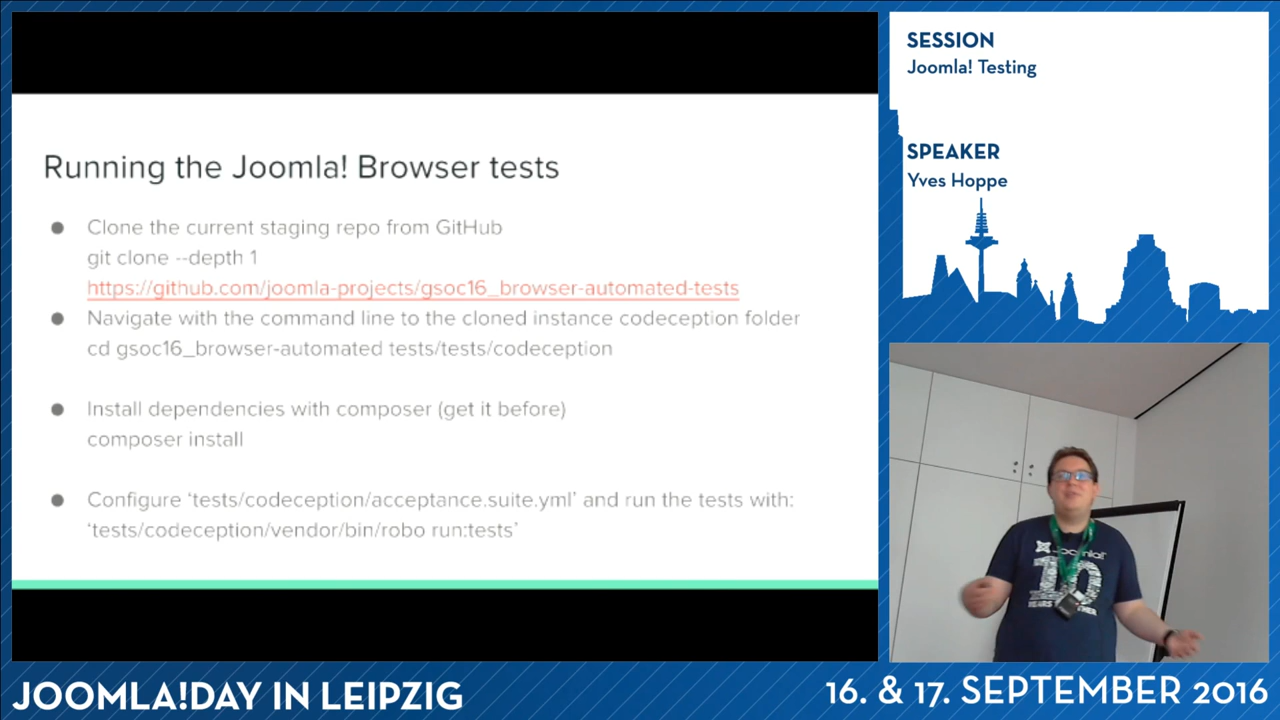 Running the Joomla! Browser tests
● Clone the current staging repo from GitHub
git clone --depth 1
https://github.com/joomla-projects/gsoc16_browser-automated-tests
● Navigate with the command line to the cloned instance codeception folder
cd gsoc16_browser-automated tests/tests/codeception
● Install dependencies with composer (get it before)
composer install
● Configure ‘tests/codeception/acceptance.suite.yml’ and run the tests with:
‘tests/codeception/vendor/bin/robo run:tests’
SESSION
Joomla! Testing
SPEAKER
Yves Hoppe
Joomla!
10
YEARS
JOOMLA!DAY IN LEIPZIG
16. & 17. SEPTEMBER 2016